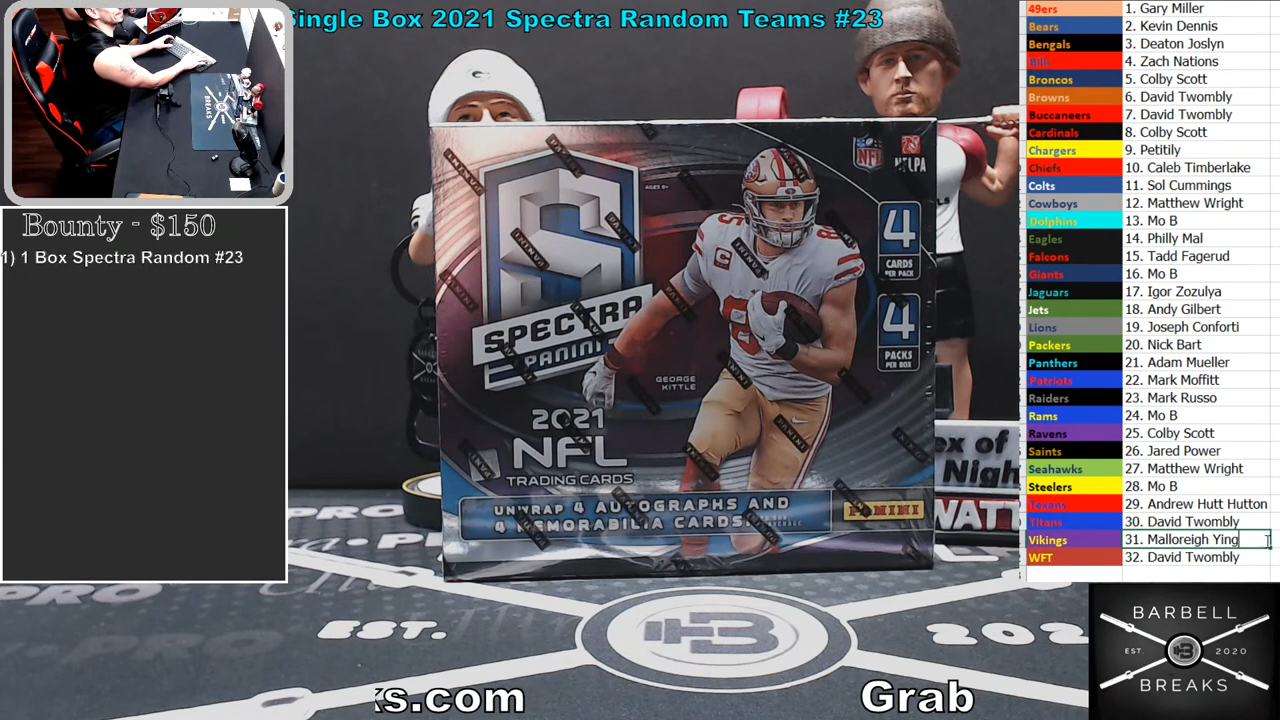 Single Box 2021 Spectra Random Teams #23
Bounty - $150
1) 1 Box Spectra Random #23
NFL
NFLPA
AGES 9+
4
CARDS
PER PACK
4
PACKS
PER BOX
SPECTRA
PANINI
GEORGE
KITTLE
2021
NFL
TRADING CARDS
UNWRAP 4 AUTOGRAPHS AND
4 MEMORABILIA CARDS
PANINI
49ers 1. Gary Miller
Bears 2. Kevin Dennis
Bengals 3. Deaton Joslyn
Bills 4. Zach Nations
Broncos 5. Colby Scott
Browns 6. David Twombly
Buccaneers 7. David Twombly
Cardinals 8. Colby Scott
Chargers 9. Petitily
Chiefs 10. Caleb Timberlake
Colts 11. Sol Cummings
Cowboys 12. Matthew Wright
Dolphins 13. Mo B
Eagles 14. Philly Mal
Falcons 15. Tadd Fagerud
Giants 16. Mo B
Jaguars 17. Igor Zozulya
Jets 18. Andy Gilbert
Lions 19. Joseph Conforti
Packers 20. Nick Bart
Panthers 21. Adam Mueller
Patriots 22. Mark Moffitt
Raiders 23. Mark Russo
Rams 24. Mo B
Ravens 25. Colby Scott
Saints 26. Jared Power
Seahawks 27. Matthew Wright
Steelers 28. Mo B
Texans 29. Andrew Hutt Hutton
Titans 30. David Twombly
Vikings 31. Malloreigh Ying
WFT 32. David Twombly
EST.
BARBELL
EST. 2020
BREAKS
ks.com
Grab